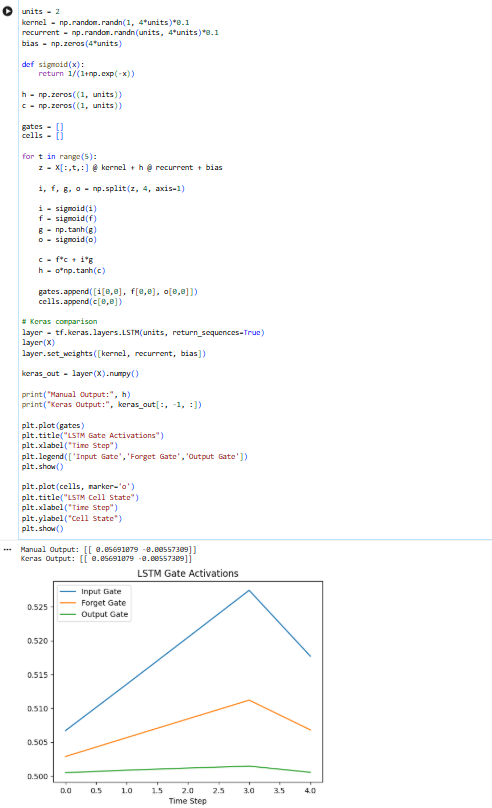 units = 2
kernel = np.random.randn(1, 4*units)*0.1
recurrent = np.random.randn(units, 4*units)*0.1
bias = np.zeros(4*units)
def sigmoid(x):
    return 1/(1+np.exp(-x))
h = np.zeros((1, units))
c = np.zeros((1, units))
gates = []
cells = []
for t in range(5):
    z = X[:,t,:] @ kernel + h @ recurrent + bias
    i, f, g, o = np.split(z, 4, axis=1)
    i = sigmoid(i)
    f = sigmoid(f)
    g = np.tanh(g)
    o = sigmoid(o)
    c = f*c + i*g
    h = o*np.tanh(c)
    gates.append([i[0,0], f[0,0], o[0,0]])
    cells.append(c[0,0])
# Keras comparison
layer = tf.keras.layers.LSTM(units, return_sequences=True)
layer(X)
layer.set_weights([kernel, recurrent, bias])
keras_out = layer(X).numpy()
print("Manual Output:", h)
print("Keras Output:", keras_out[:, -1, :])
plt.plot(gates)
plt.title("LSTM Gate Activations")
plt.xlabel("Time Step")
plt.legend(['Input Gate','Forget Gate','Output Gate'])
plt.show()
plt.plot(cells, marker='o')
plt.title("LSTM Cell State")
plt.xlabel("Time Step")
plt.ylabel("Cell State")
plt.show()
Manual Output: [[ 0.05691079 -0.00557309]]
Keras Output: [[ 0.05691079 -0.00557309]]
LSTM Gate Activations
Input Gate
Forget Gate
Output Gate
0.525
0.520
0.515
0.510
0.505
0.500
0.0 0.5 1.0 1.5 2.0 2.5 3.0 3.5 4.0
Time Step